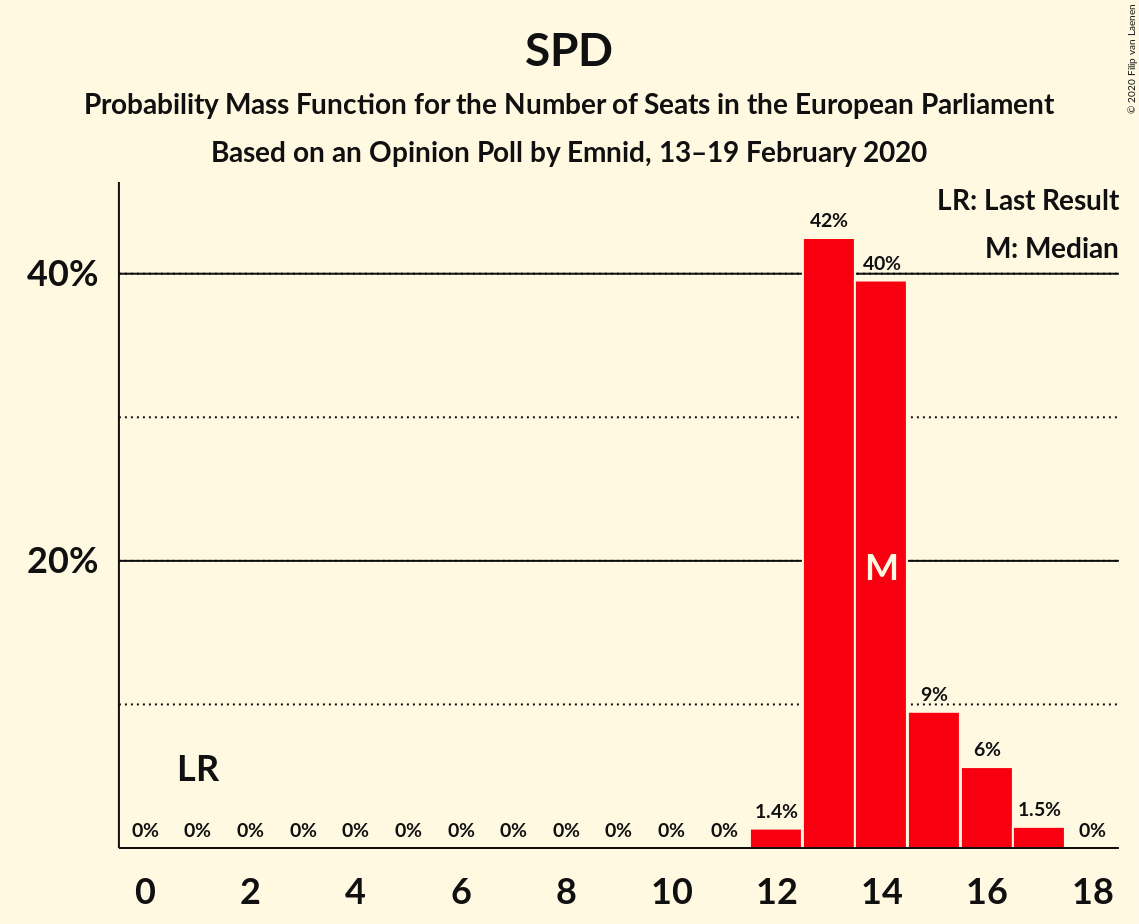 SPD
Probability Mass Function for the Number of Seats in the European Parliament
Based on an Opinion Poll by Emnid, 13–19 February 2020
© 2020 Filip van Laenen
LR: Last Result
M: Median
40%
20%
42%
40%
M
9%
6%
LR
1.4%
1.5%
0% 0% 0% 0% 0% 0% 0% 0% 0% 0% 0% 0% 0%
0 2 4 6 8 10 12 14 16 18